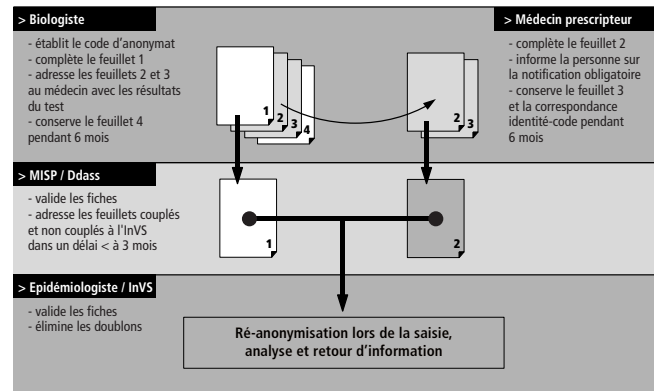 > Biologiste
- établit le code d'anonymat
- complète le feuillet 1
- adresse les feuillets 2 et 3
au médecin avec les résultats
du test
- conserve le feuillet 4
pendant 6 mois
1
2
3
4
> Médecin prescripteur
- complète le feuillet 2
- informe la personne sur
la notification obligatoire
- conserve le feuillet 3
et la correspondance
identité-code pendant
6 mois
2
3
> MISP / Ddass
- valide les fiches
- adresse les feuillets couplés
et non couplés à l'InVS
dans un délai < à 3 mois
1
2
> Epidémiologiste / InVS
- valide les fiches
- élimine les doublons
Ré-anonymisation lors de la saisie,
analyse et retour d'information